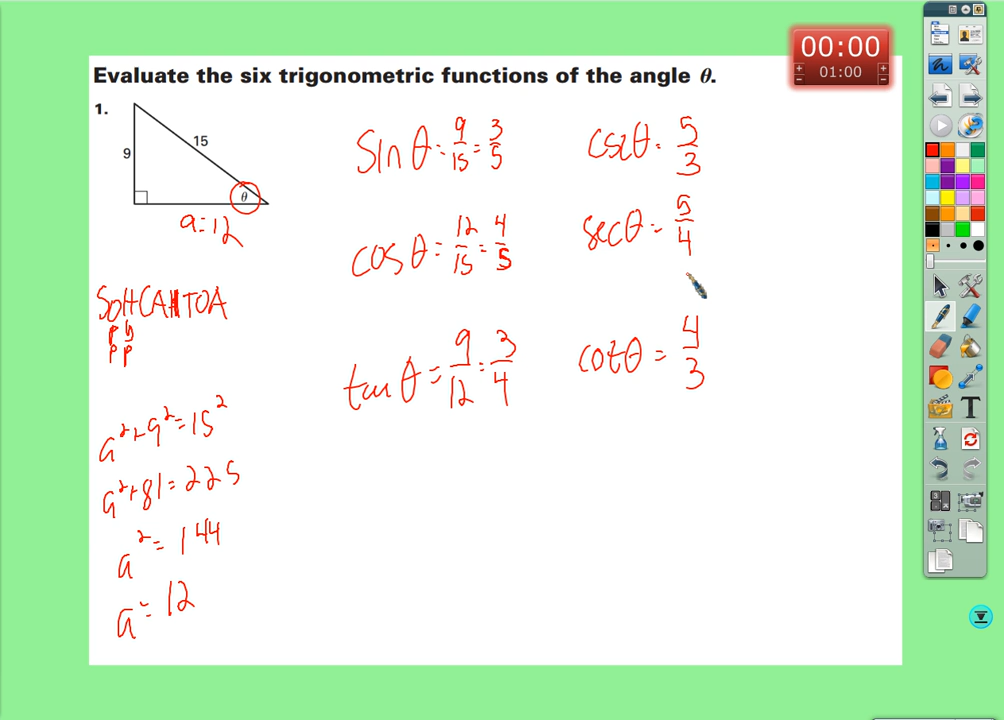 00:00
01:00
Evaluate the six trigonometric functions of the angle θ.
1.
15
9
θ
a=12
sin θ = 9/15 = 3/5
csc θ = 5/3
cos θ = 12/15 = 4/5
sec θ = 5/4
SOHCAHTOA
p y
p p
tan θ = 9/12 = 3/4
cot θ = 4/3
a²+9²=15²
a²+81=225
a²=144
a=12